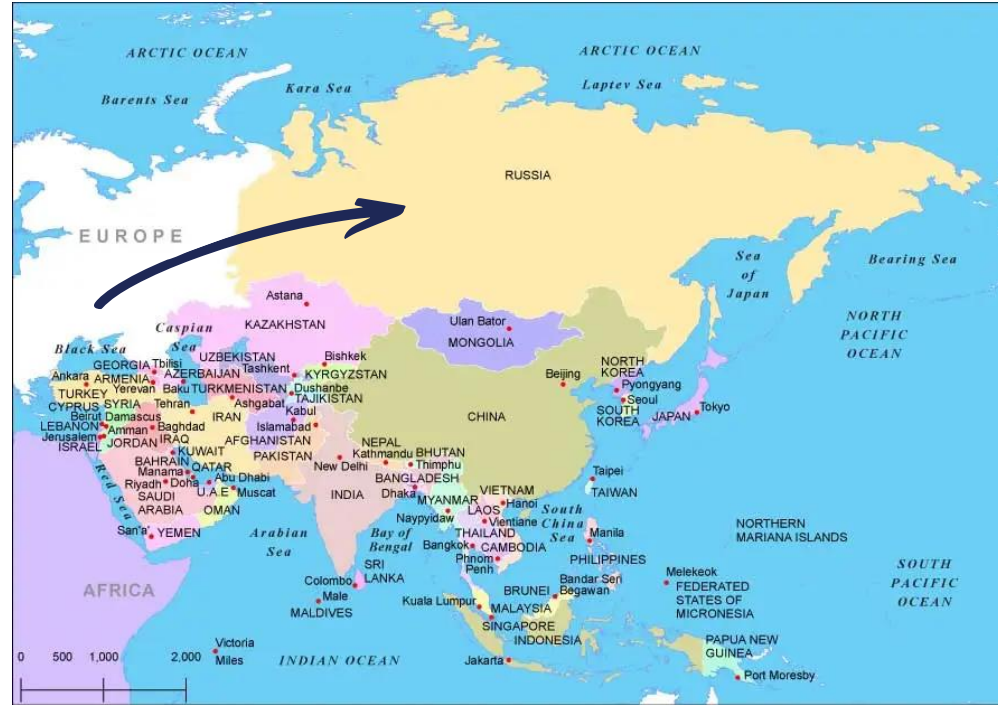 ARCTIC OCEAN
ARCTIC OCEAN
Barents Sea
Kara Sea
Laptev Sea
RUSSIA
EUROPE
Sea
of
Japan
Bearing Sea
NORTH
PACIFIC
OCEAN
Astana
KAZAKHSTAN
Caspian
Sea
Black Sea
Ulan Bator
MONGOLIA
GEORGIA
Tbilisi
UZBEKISTAN
Tashkent
Bishkek
KYRGYZSTAN
Ankara
ARMENIA
AZERBAIJAN
Yerevan
Baku
TURKMENISTAN
Dushanbe
TAJIKISTAN
TURKEY
CYPRUS
SYRIA
Tehran
Ashgabat
Kabul
Beijing
NORTH
KOREA
Pyongyang
Seoul
SOUTH
KOREA
JAPAN
Tokyo
Beirut
Damascus
LEBANON
Amman
Baghdad
IRAN
Islamabad
CHINA
Jerusalem
ISRAEL
JORDAN
IRAQ
AFGHANISTAN
KUWAIT
PAKISTAN
NEPAL
Kathmandu
BHUTAN
Thimphu
New Delhi
BAHRAIN
Manama
QATAR
Riyadh
Doha
Abu Dhabi
U.A.E
Muscat
SAUDI
ARABIA
OMAN
Red Sea
INDIA
BANGLADESH
Dhaka
MYANMAR
Naypyidaw
VIETNAM
Hanoi
LAOS
Vientiane
Taipei
TAIWAN
San'a'
YEMEN
Arabian
Sea
Bay of
Bengal
THAILAND
Bangkok
CAMBODIA
Phnom
Penh
South
China
Sea
Manila
PHILIPPINES
NORTHERN
MARIANA ISLANDS
AFRICA
SRI
LANKA
Colombo
Male
MALDIVES
Kuala Lumpur
MALAYSIA
SINGAPORE
BRUNEI
Bandar Seri
Begawan
INDONESIA
Melekeok
FEDERATED
STATES OF
MICRONESIA
SOUTH
PACIFIC
OCEAN
PAPUA NEW
GUINEA
Port Moresby
Jakarta
Victoria
INDIAN OCEAN
0 500 1,000 2,000 Miles